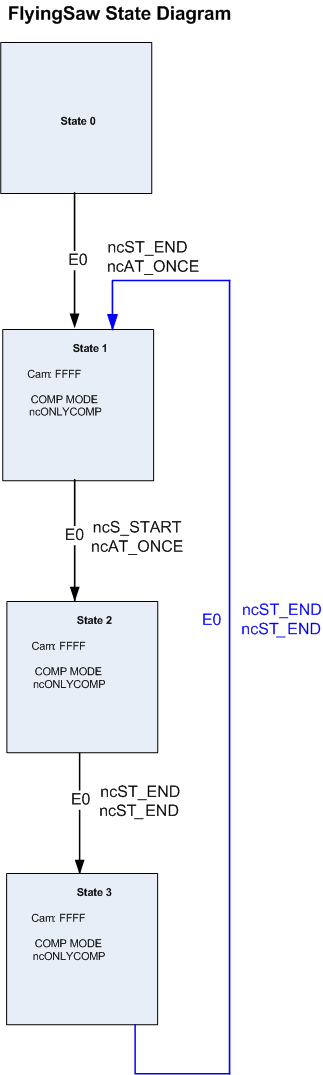 FlyingSaw State Diagram
State 0
E0
ncST_END
ncAT_ONCE
State 1
Cam: FFFF
COMP MODE
ncONLYCOMP
E0
ncS_START
ncAT_ONCE
State 2
Cam: FFFF
COMP MODE
ncONLYCOMP
E0
ncST_END
ncST_END
E0
ncST_END
ncST_END
State 3
Cam: FFFF
COMP MODE
ncONLYCOMP